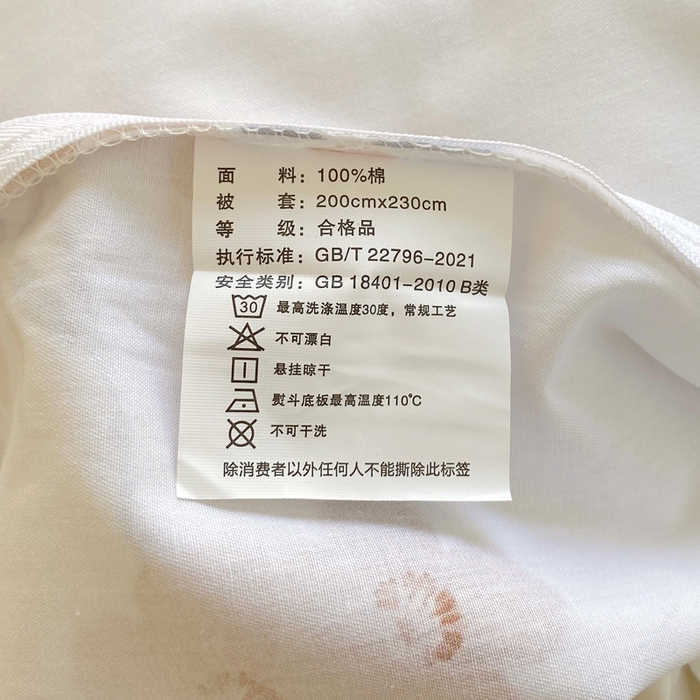 面 料：100%棉
被 套：200cmx230cm
等 级：合格品
执行标准：GB/T 22796-2021
安全类别：GB 18401-2010 B类
30 最高洗涤温度30度，常规工艺
不可漂白
悬挂晾干
熨斗底板最高温度110℃
不可干洗
除消费者以外任何人不能撕除此标签